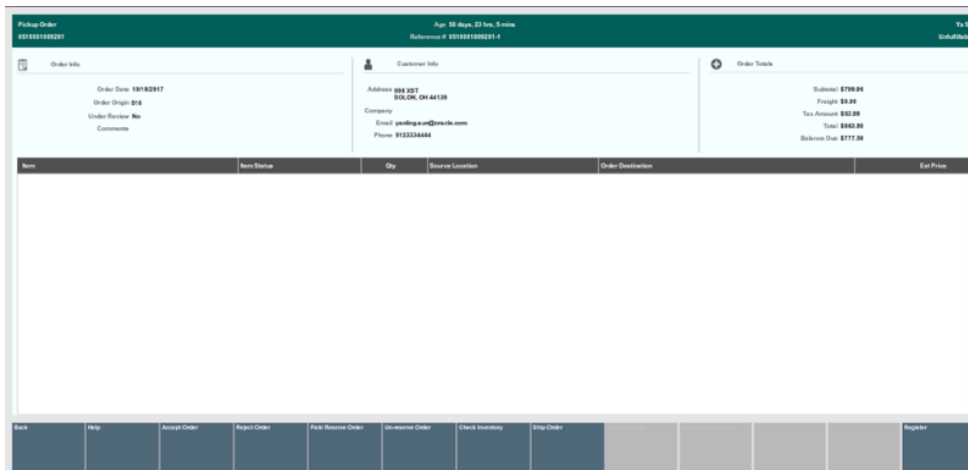 Pickup Order
Age 58 days, 23 hrs, 5 mins
Ya S
0510001009201
Reference # 0510001009201-1
Unfulfillab
Order Info
Customer Info
Order Totals
Order Date 10/18/2017
Order Origin 510
Under Review No
Comments
Address 990 XST
SOLON, OH 44139
Company
Email yanling.sun@oracle.com
Phone 5123334444
Subtotal $799.90
Freight $0.00
Tax Amount $63.99
Total $863.89
Balance Due $777.50
Item
Item Status
Qty
Source Location
Order Destination
Ext Price
Back
Help
Accept Order
Reject Order
Pick/ Reserve Order
Un-reserve Order
Check Inventory
Ship Order
Register